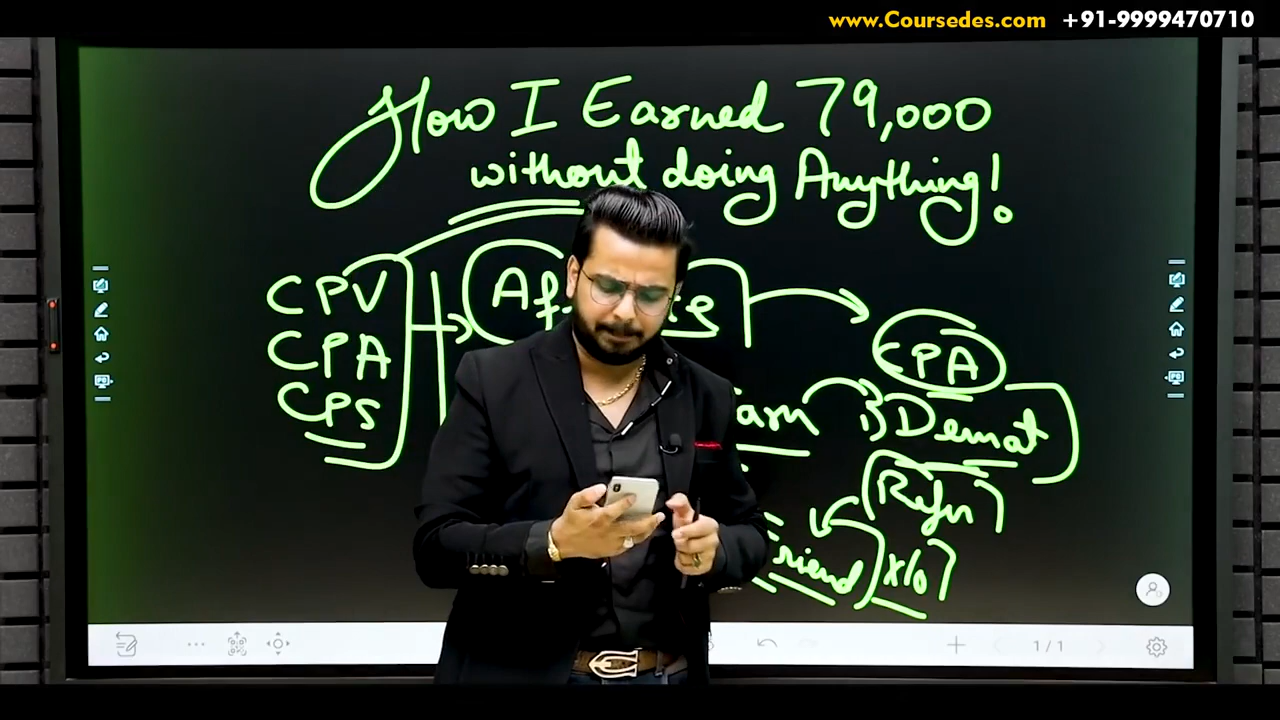 www.Coursedes.com +91-9999470710
How I Earned 79,000
without doing Anything!
CPV
CPA
CPS
CPA
Demat
Refer
Friend
1/1